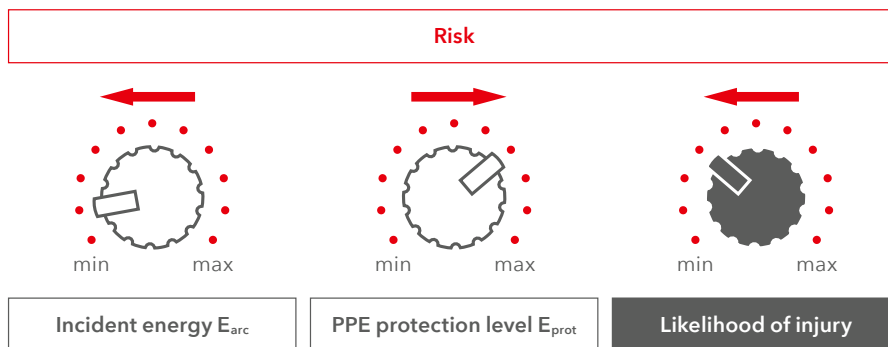 Risk
min max
min max
min max
Incident energy Earc
PPE protection level Eprot
Likelihood of injury